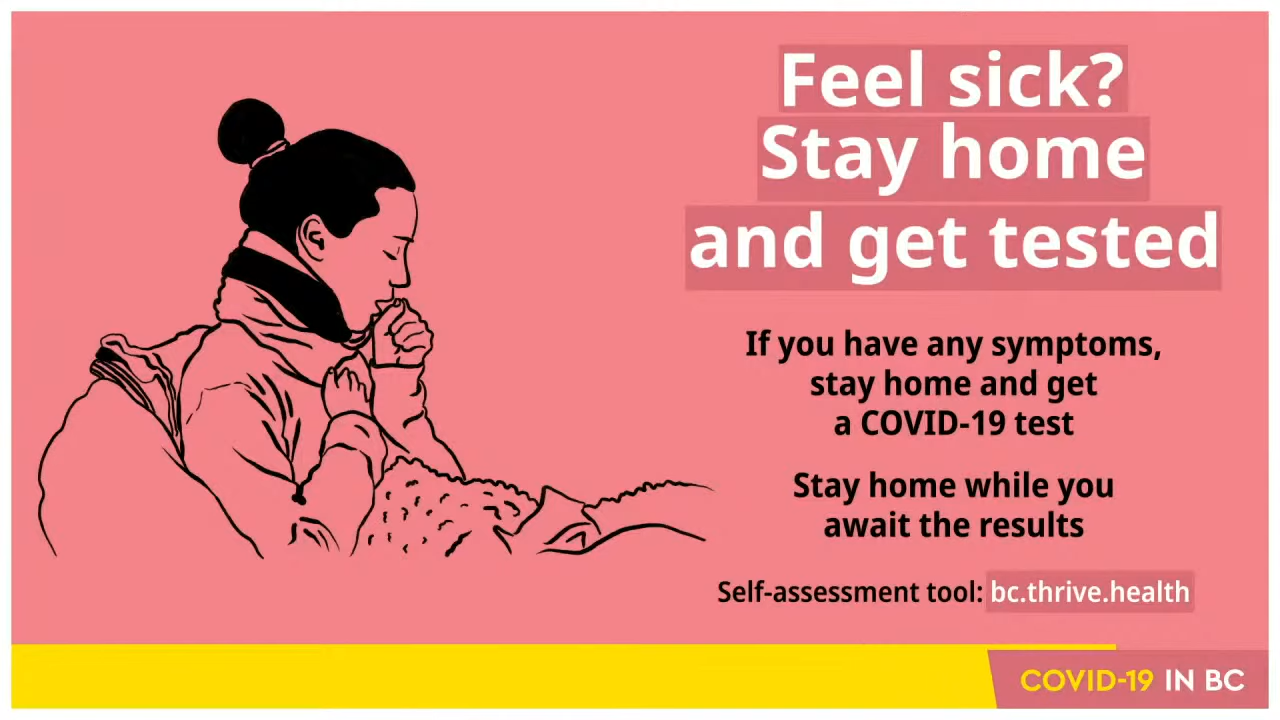 Feel sick?
Stay home
and get tested
If you have any symptoms,
stay home and get
a COVID-19 test
Stay home while you
await the results
Self-assessment tool: bc.thrive.health
COVID-19 IN BC